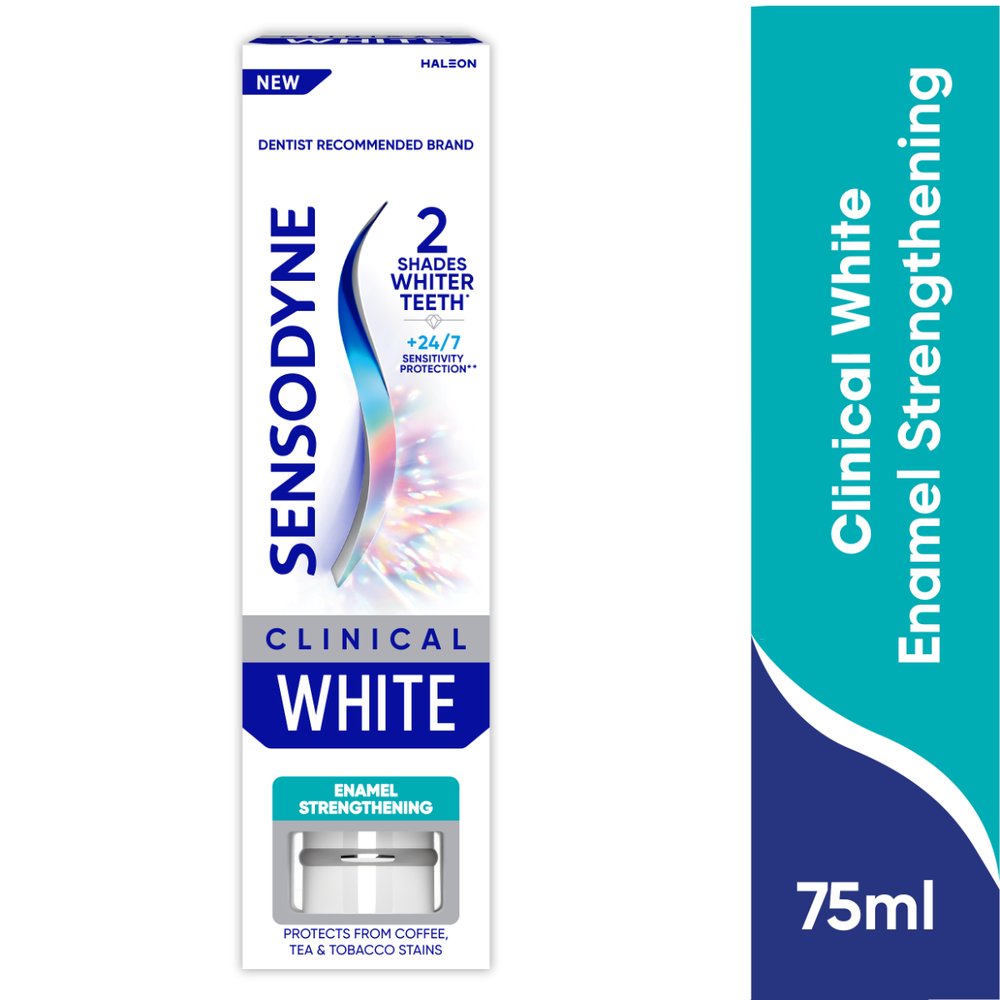 WHITE
HALEON
NEW
DENTIST RECOMMENDED BRAND
SENSODYNE
2
SHADES
WHITER
TEETH*
+24/7
SENSITIVITY
PROTECTION**
CLINICAL
WHITE
ENAMEL
STRENGTHENING
PROTECTS FROM COFFEE,
TEA & TOBACCO STAINS
Clinical White
Enamel Strengthening
75ml